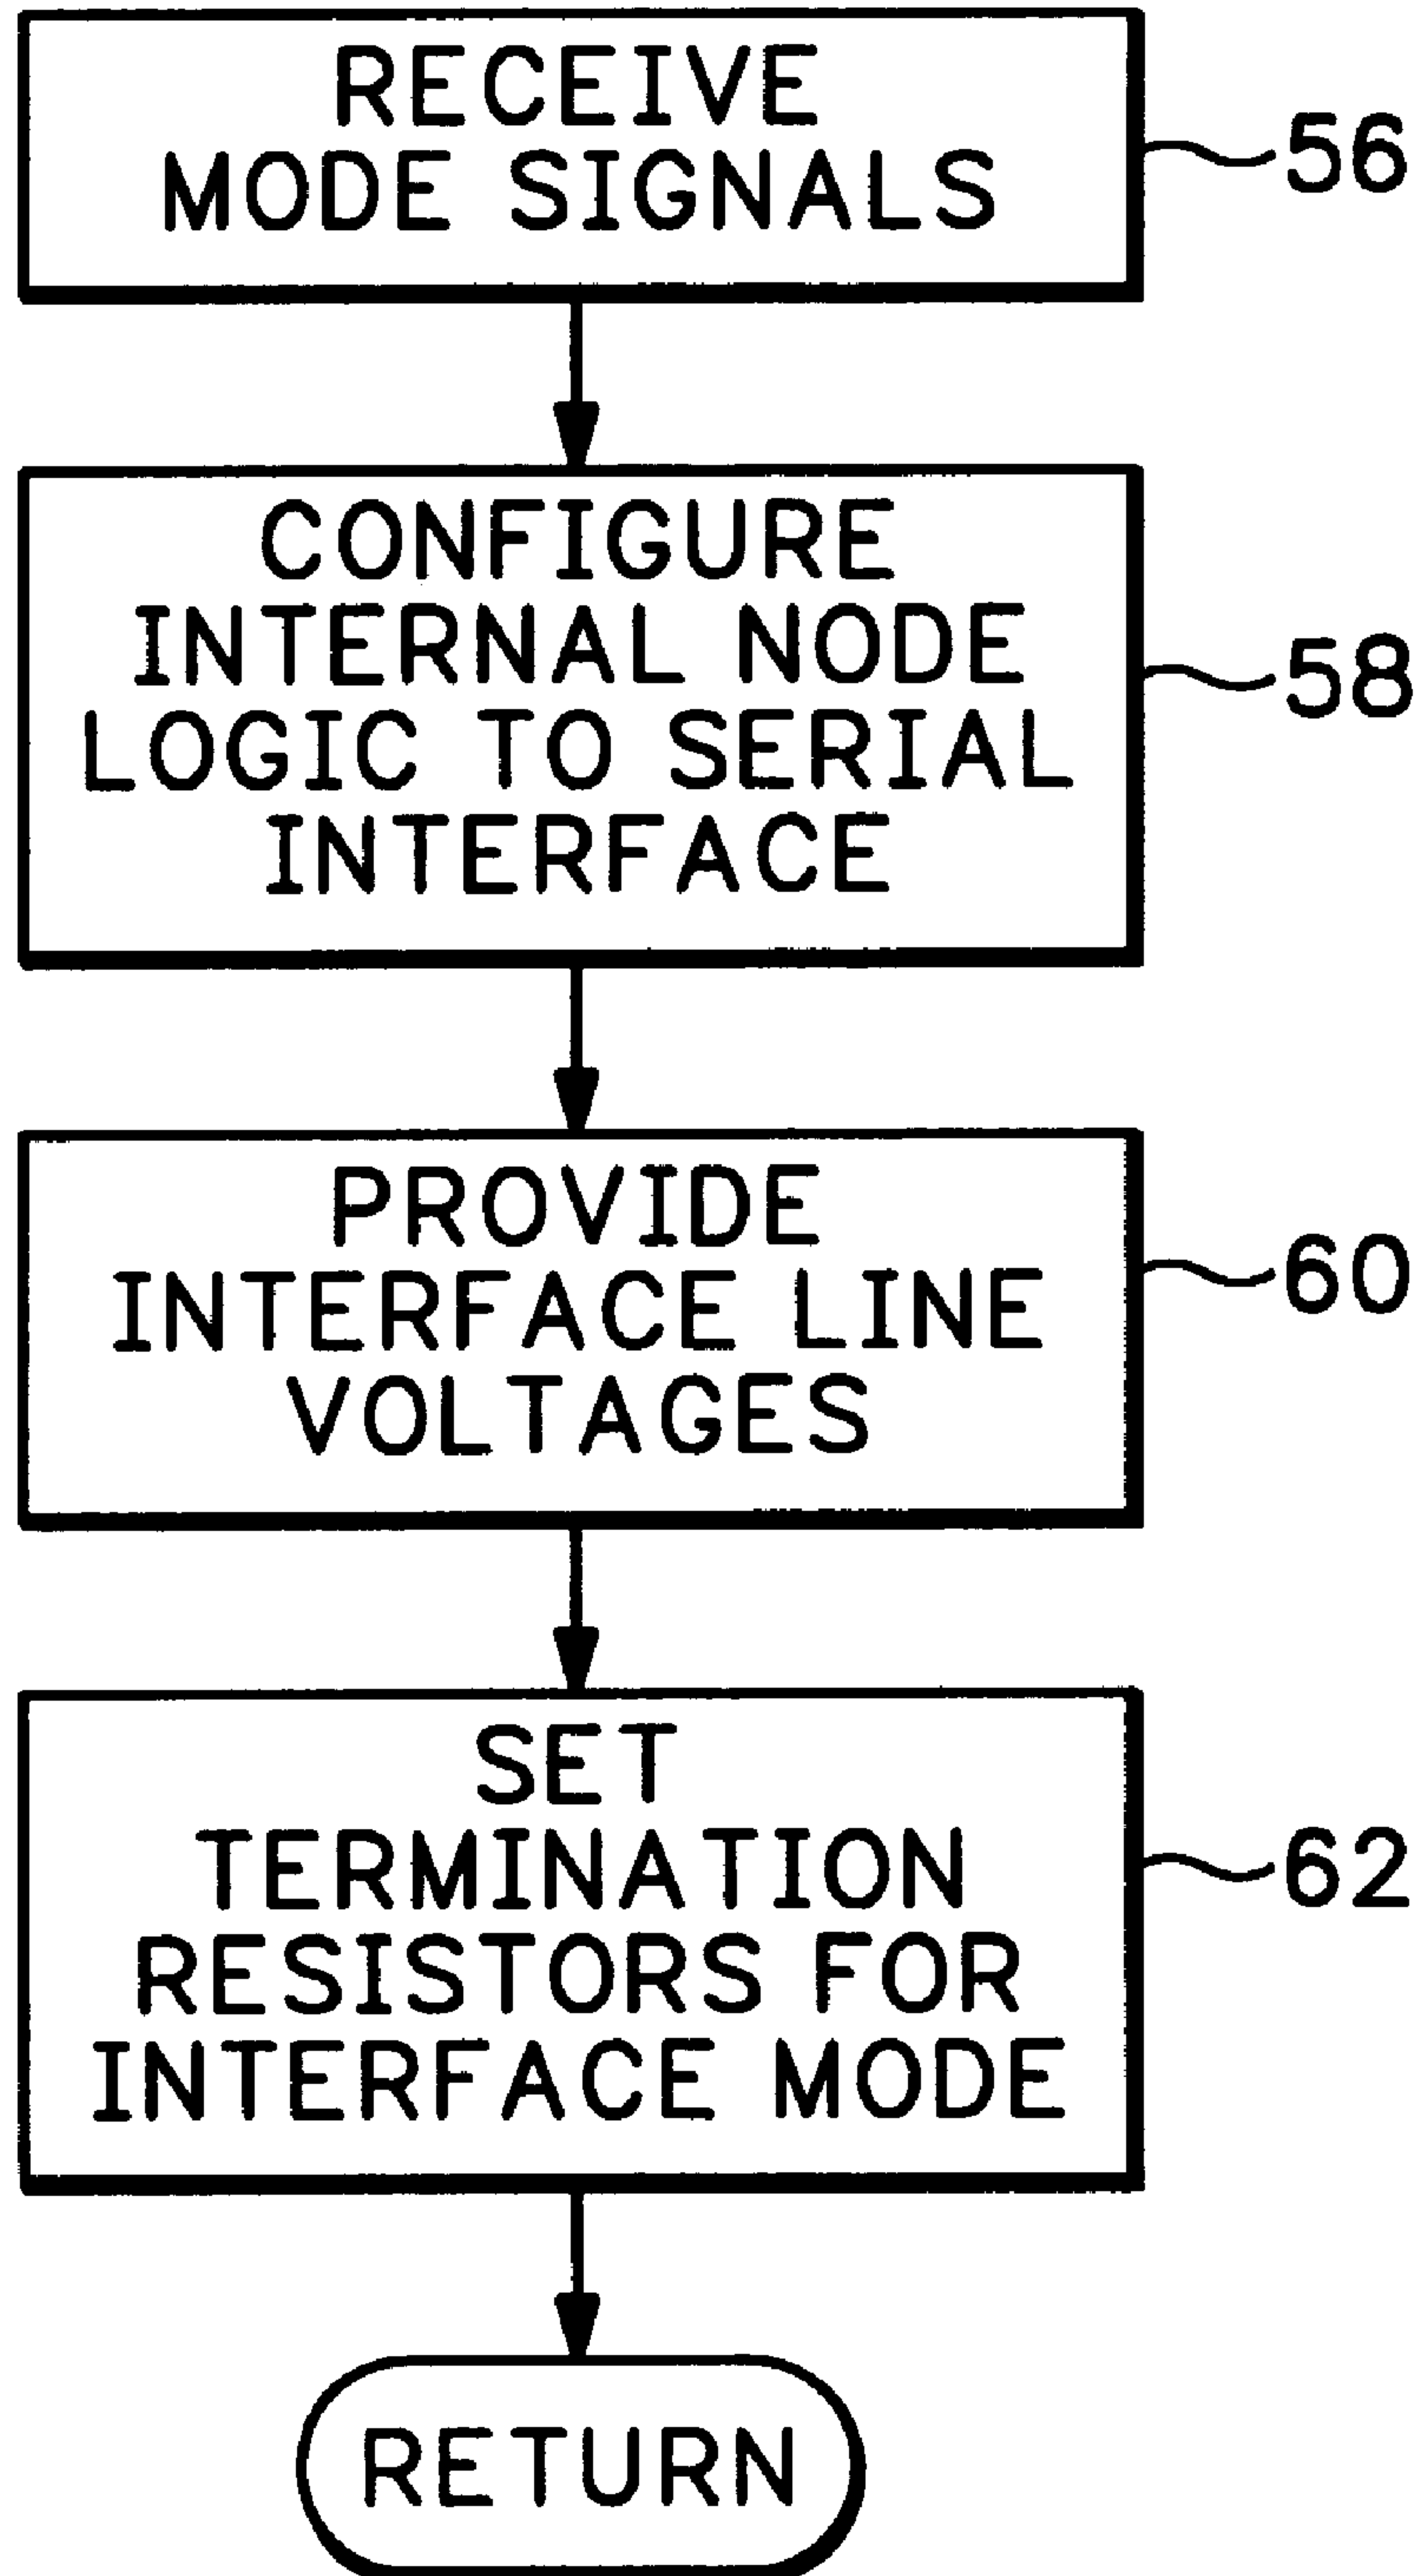 RECEIVE
MODE SIGNALS
56
CONFIGURE
INTERNAL NODE
LOGIC TO SERIAL
INTERFACE
58
PROVIDE
INTERFACE LINE
VOLTAGES
60
SET
TERMINATION
RESISTORS FOR
INTERFACE MODE
62
RETURN